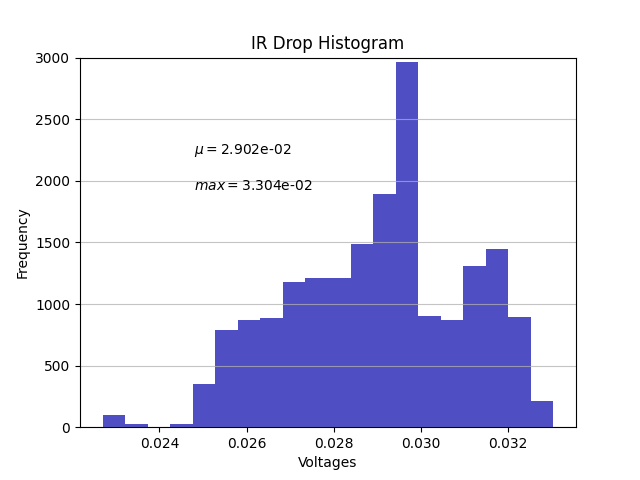 IR Drop Histogram
3000
2500
2000
1500
1000
500
0
Frequency
μ = 2.902e-02
max = 3.304e-02
0.024
0.026
0.028
0.030
0.032
Voltages